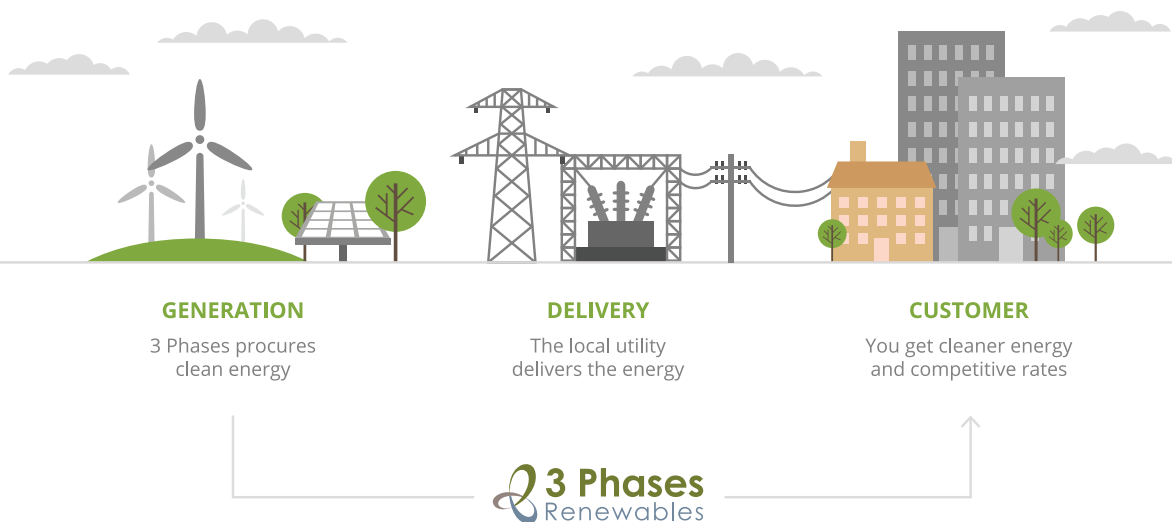 GENERATION
3 Phases procures
clean energy
DELIVERY
The local utility
delivers the energy
CUSTOMER
You get cleaner energy
and competitive rates
3 Phases
Renewables